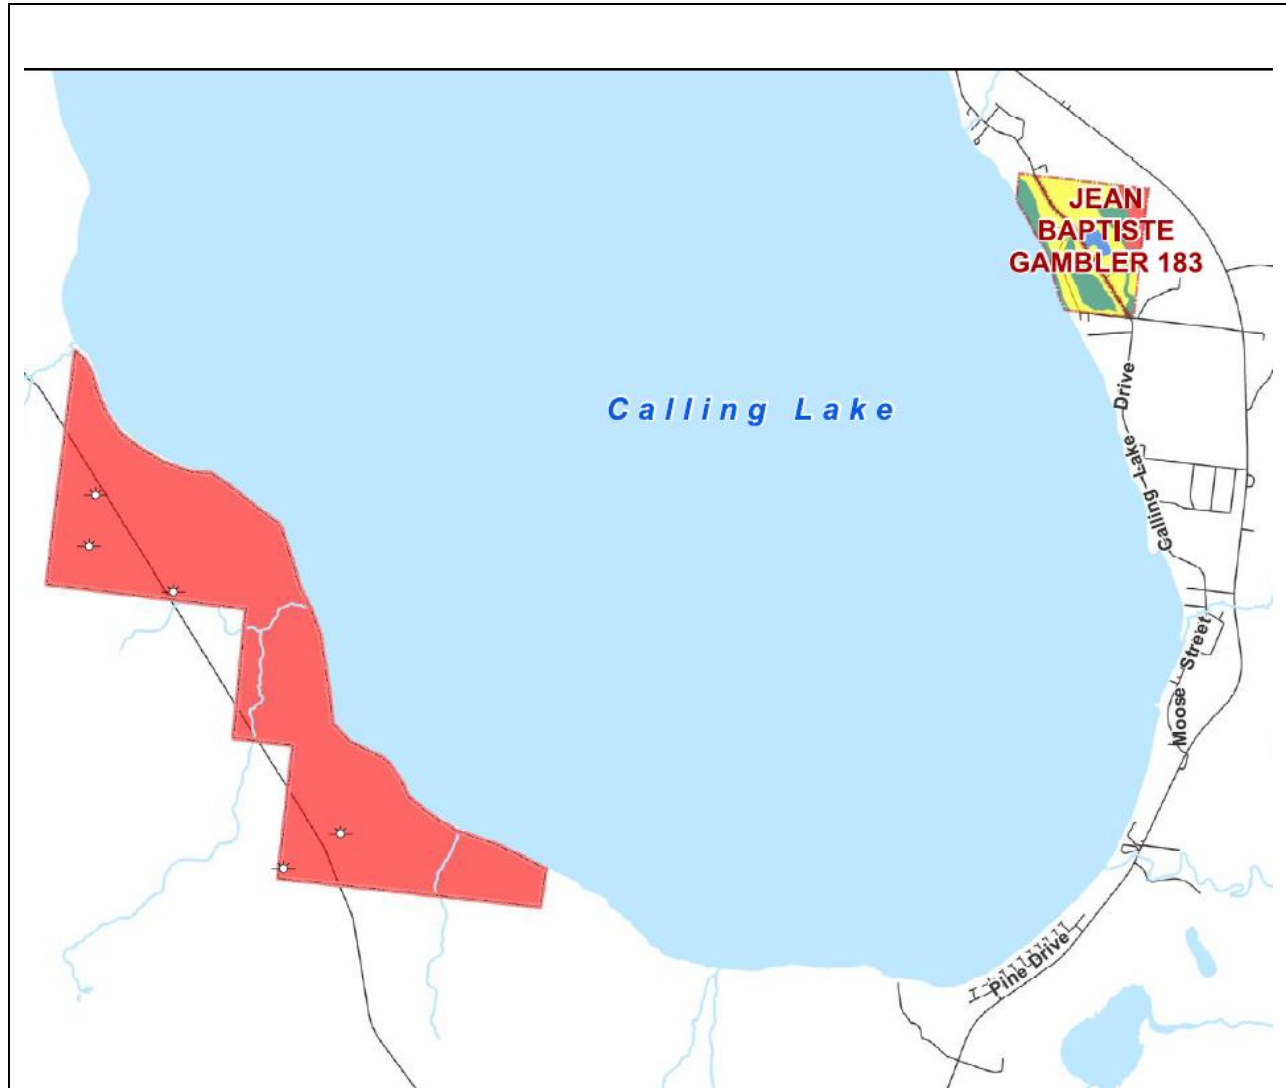 JEAN
BAPTISTE
GAMBLER 183
Calling Lake
Calling Lake Drive
Moose Street
Pine Drive